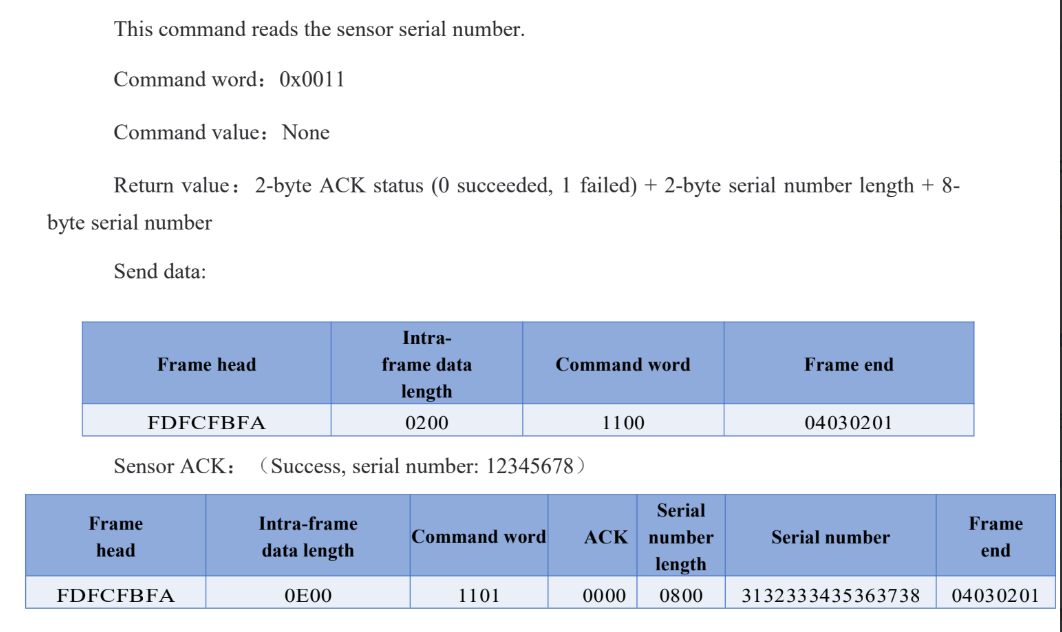 This command reads the sensor serial number.
Command word：0x0011
Command value：None
Return value：2-byte ACK status (0 succeeded, 1 failed) + 2-byte serial number length + 8-
byte serial number
Send data:
Frame head
Intra-
frame data
length
Command word
Frame end
FDFCFBFA 0200 1100 04030201
Sensor ACK：（Success, serial number: 12345678）
Frame
head
Intra-frame
data length
Command word
ACK
Serial
number
length
Serial number
Frame
end
FDFCFBFA 0E00 1101 0000 0800 3132333435363738 04030201